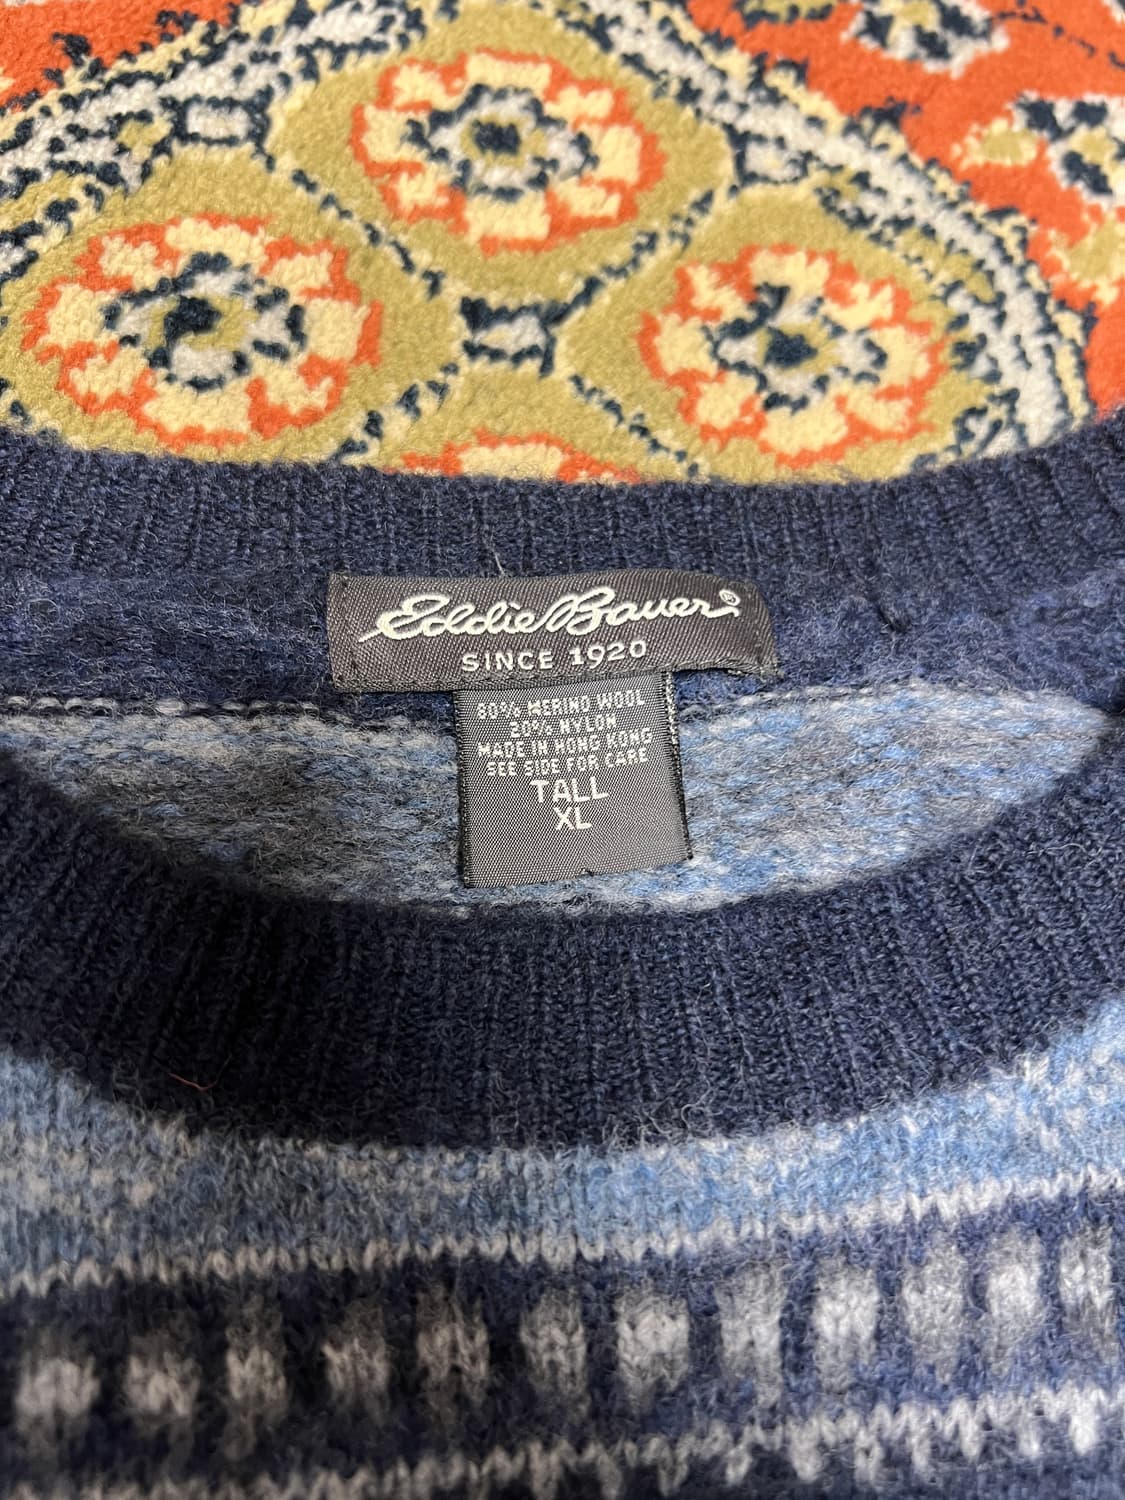 Eddie Bauer®
SINCE 1920
80% MERINO WOOL
20% NYLON
MADE IN HONG KONG
SEE SIDE FOR CARE
TALL
XL